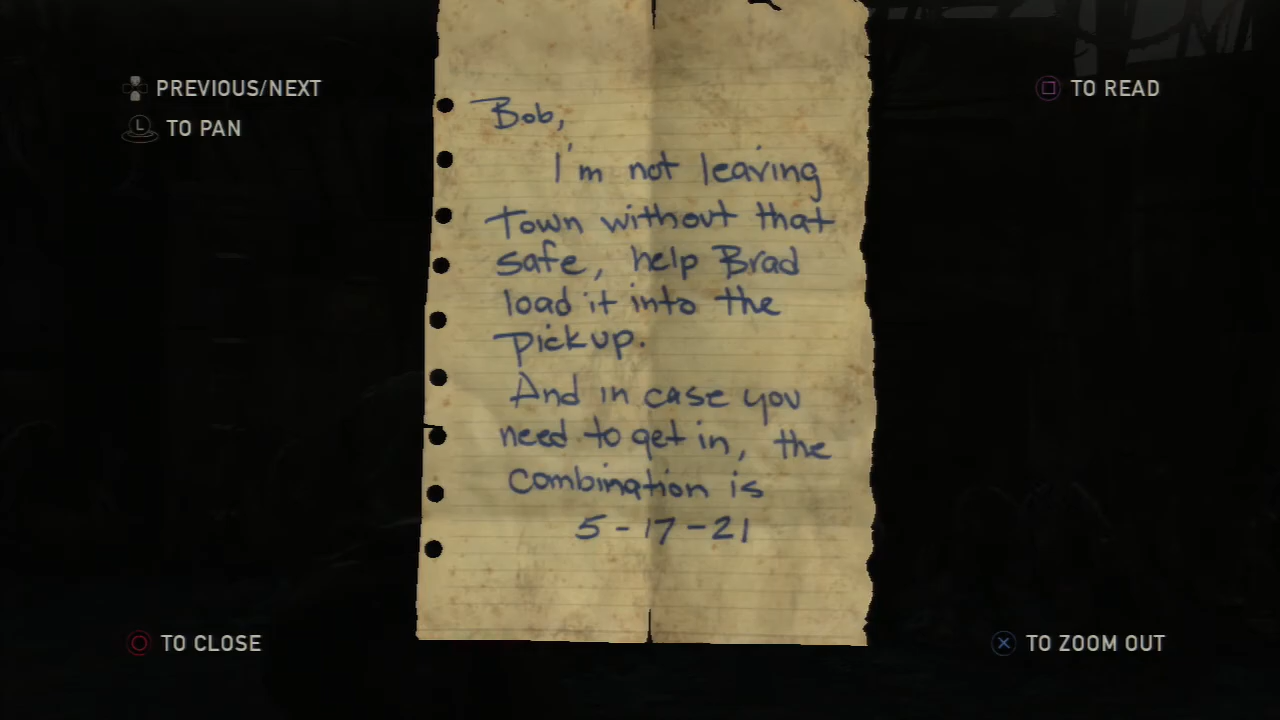 PREVIOUS/NEXT
L TO PAN
TO READ
Bob,
I'm not leaving
Town without that
safe, help Brad
load it into the
Pickup.
And in case you
need to get in, the
combination is
5-17-21
TO CLOSE
TO ZOOM OUT